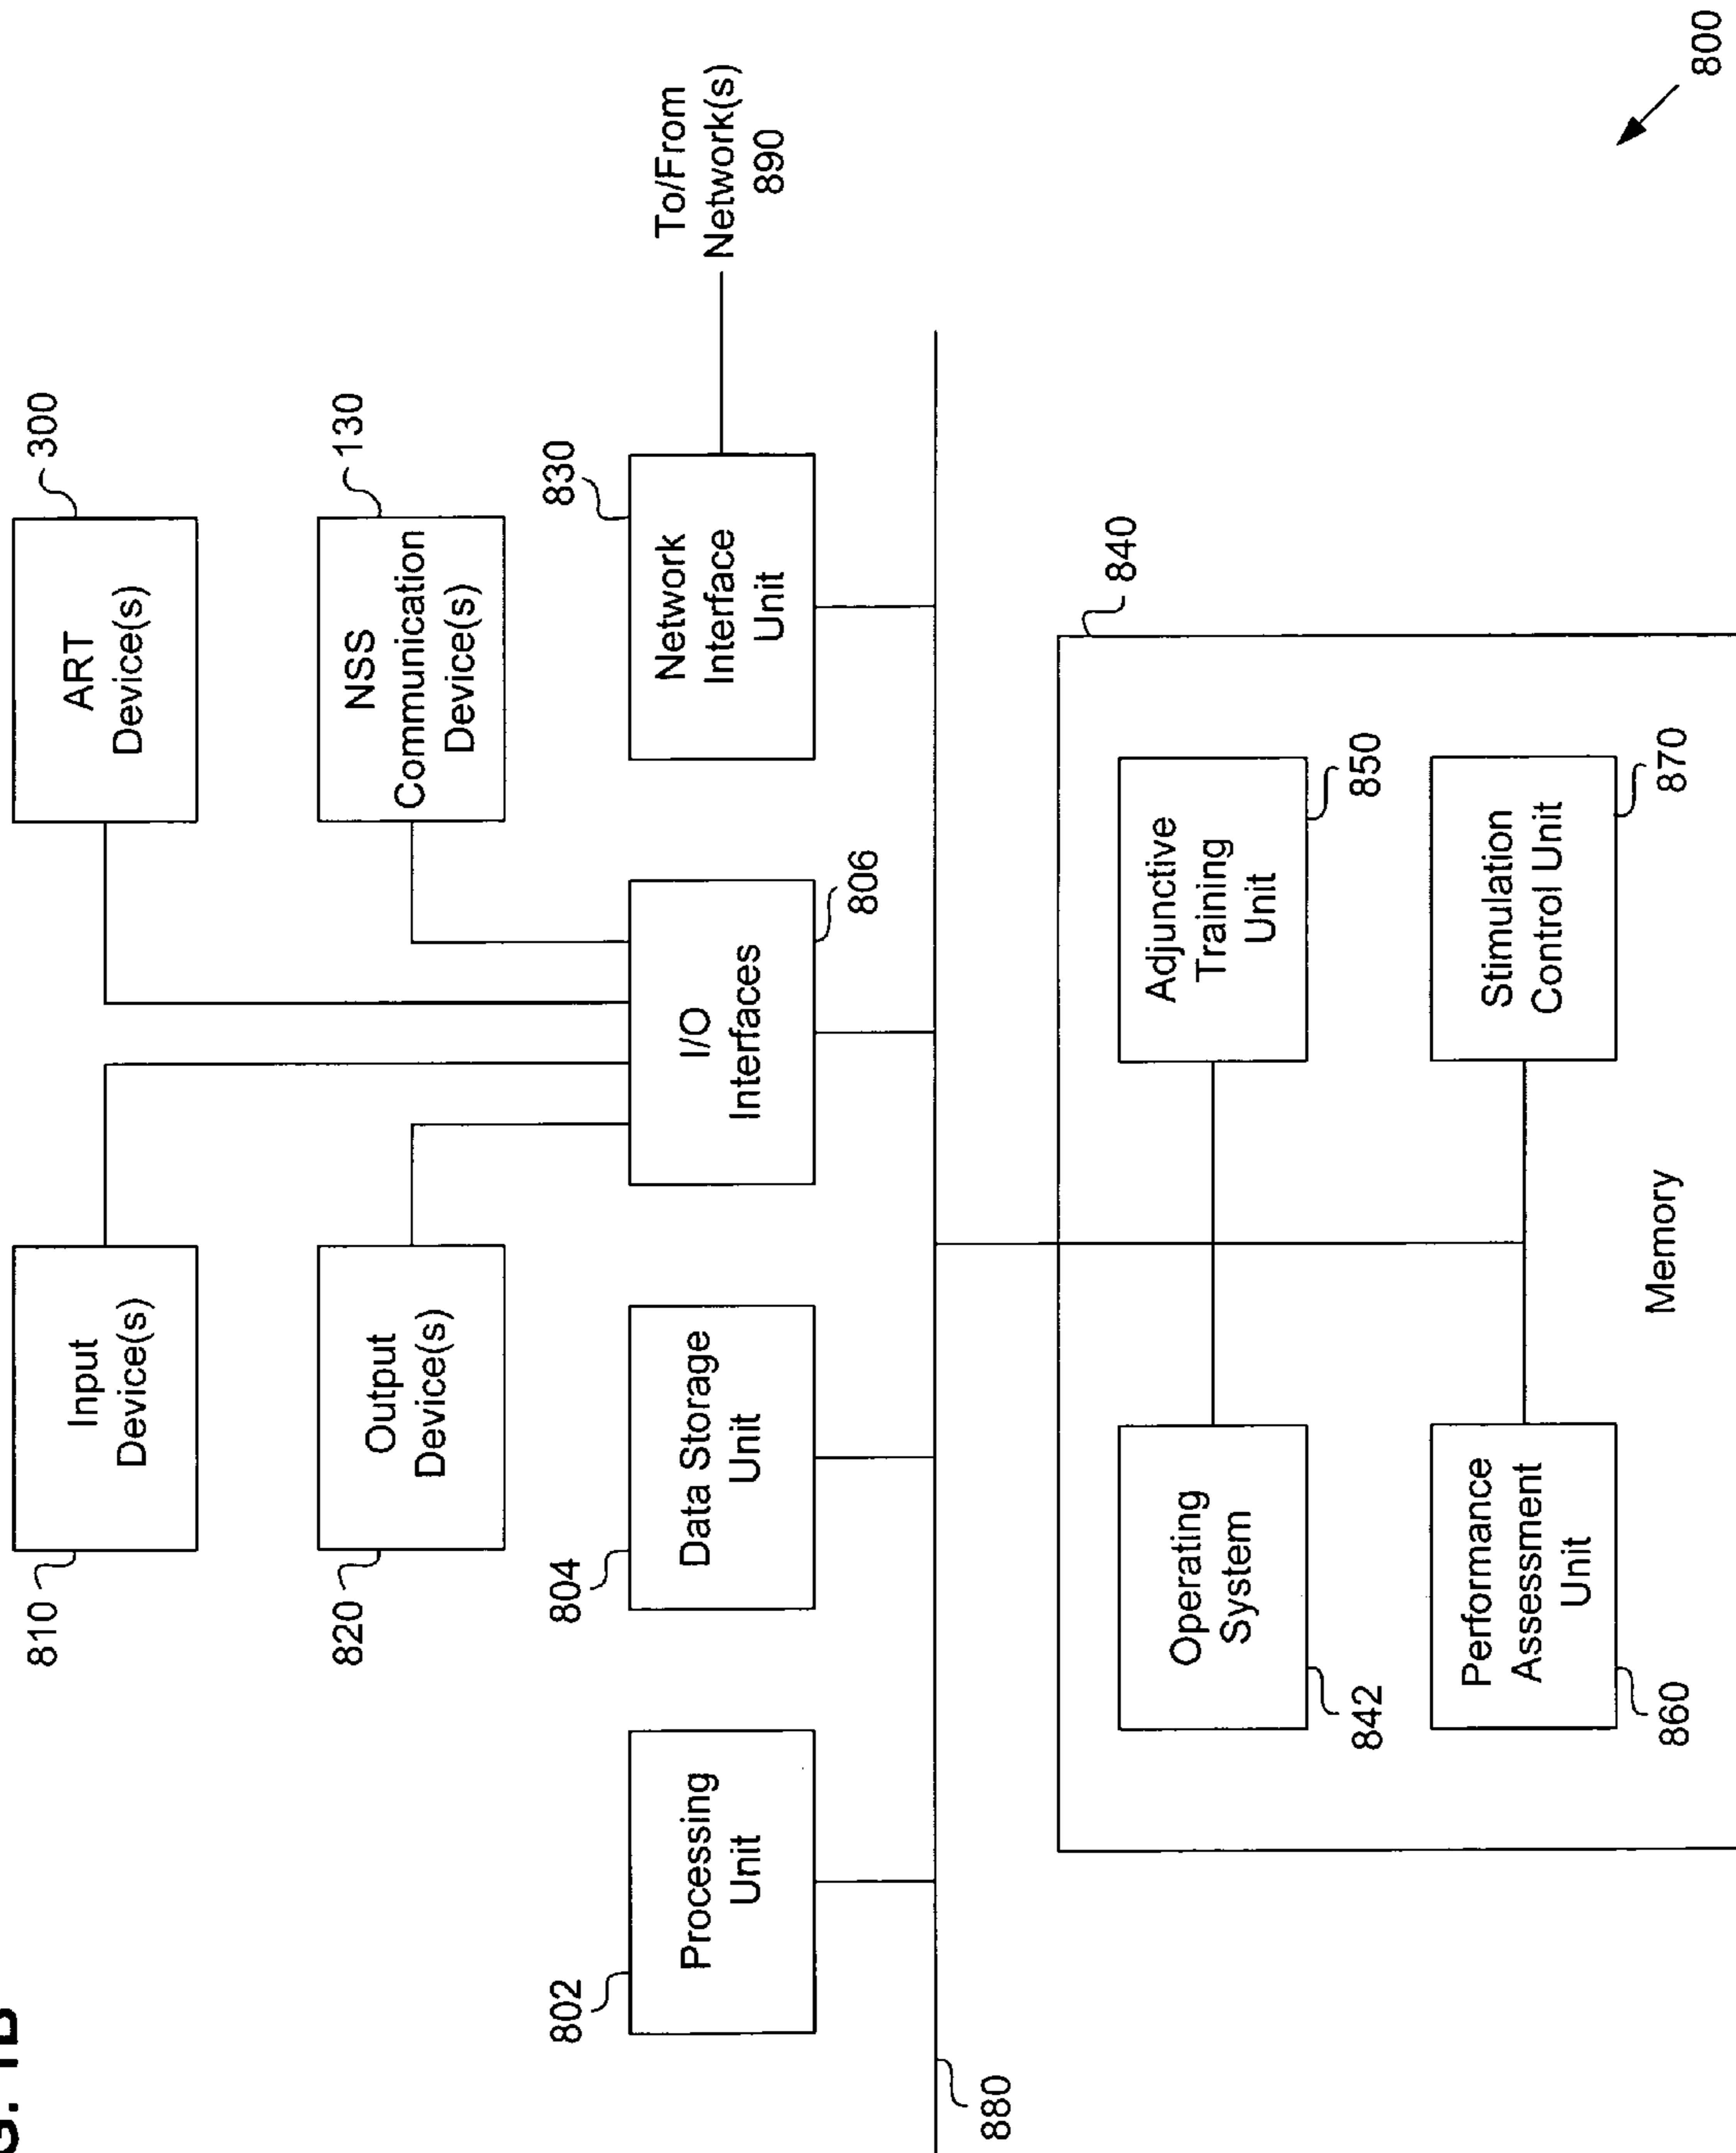 G. 1B
810
Input
Device(s)
ART
Device(s)
300
820
Output
Device(s)
NSS
Communication
Device(s)
130
802
Processing
Unit
804
Data Storage
Unit
I/O
Interfaces
806
830
Network
Interface
Unit
To/From
Network(s)
890
880
840
Operating
System
842
Adjunctive
Training
Unit
850
Performance
Assessment
Unit
860
Stimulation
Control Unit
870
Memory
800